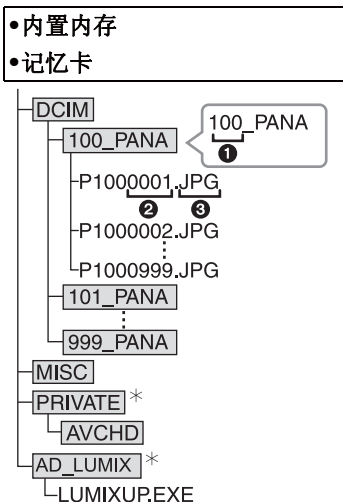 •内置内存
•记忆卡
DCIM
100_PANA
100_PANA
❶
P1000001.JPG
❷ ❸
P1000002.JPG
P1000999.JPG
101_PANA
999_PANA
MISC
PRIVATE *
AVCHD
AD_LUMIX *
LUMIXUP.EXE